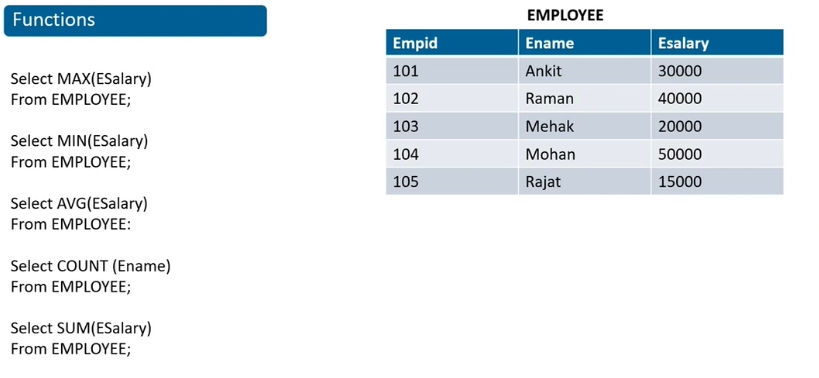 Functions
Select MAX(ESalary)
From EMPLOYEE;
Select MIN(ESalary)
From EMPLOYEE;
Select AVG(ESalary)
From EMPLOYEE:
Select COUNT (Ename)
From EMPLOYEE;
Select SUM(ESalary)
From EMPLOYEE;
EMPLOYEE
Empid Ename Esalary
101 Ankit 30000
102 Raman 40000
103 Mehak 20000
104 Mohan 50000
105 Rajat 15000